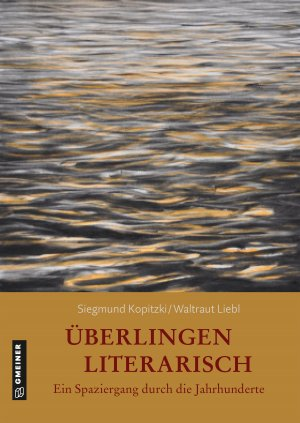 Siegmund Kopitzki/Waltraut Liebl
ÜBERLINGEN
LITERARISCH
Ein Spaziergang durch die Jahrhunderte
GMEINER